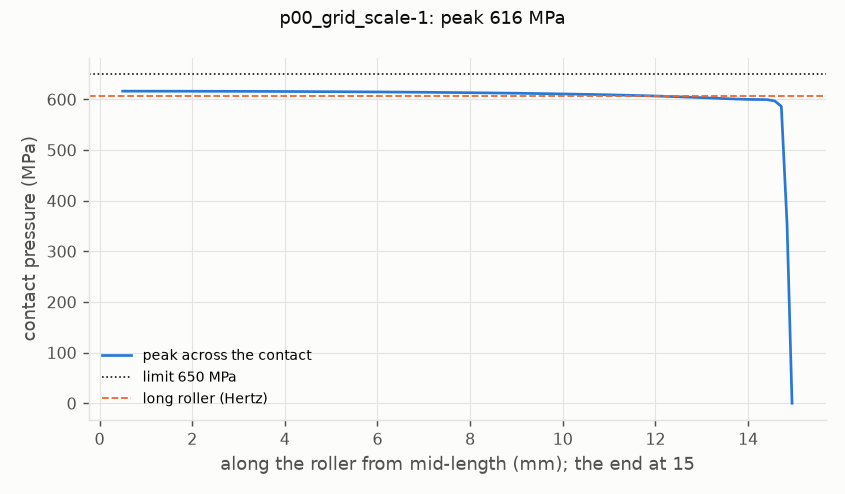 p00_grid_scale-1: peak 616 MPa
contact pressure (MPa)
600
500
400
300
200
100
0
peak across the contact
limit 650 MPa
long roller (Hertz)
0 2 4 6 8 10 12 14
along the roller from mid-length (mm); the end at 15